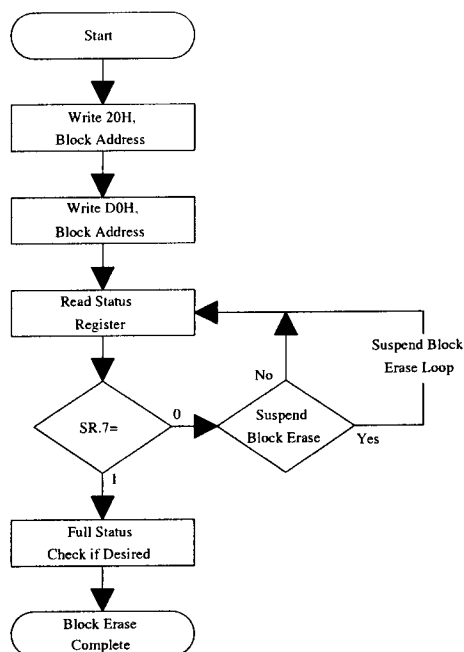 Start
Write 20H,
Block Address
Write D0H,
Block Address
Read Status
Register
Suspend Block
Erase Loop
No
0
SR.7=
Suspend
Block Erase
Yes
1
Full Status
Check if Desired
Block Erase
Complete